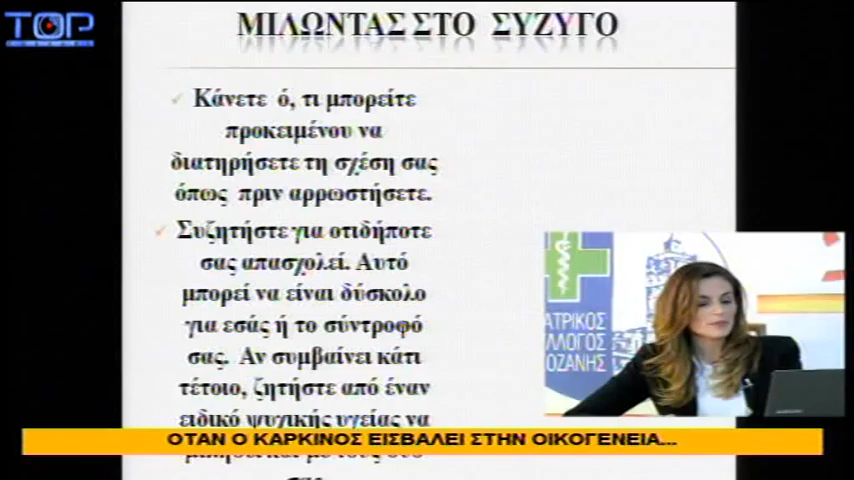 TOP
ΜΙΛΩΝΤΑΣ ΣΤΟ ΣΥΖΥΓΟ
Κάνετε ό, τι μπορείτε
προκειμένου να
διατηρήσετε τη σχέση σας
όπως πριν αρρωστήσετε.
Συζητήστε για οτιδήποτε
σας απασχολεί. Αυτό
μπορεί να είναι δύσκολο
για εσάς ή το σύντροφό
σας. Αν συμβαίνει κάτι
τέτοιο, ζητήστε από έναν
ειδικό ψυχικής υγείας να
ΑΤΡΙΚΟΣ
ΛΛΟΓΟΣ
ΟΖΑΝΗΣ
ΟΤΑΝ Ο ΚΑΡΚΙΝΟΣ ΕΙΣΒΑΛΕΙ ΣΤΗΝ ΟΙΚΟΓΕΝΕΙΑ...